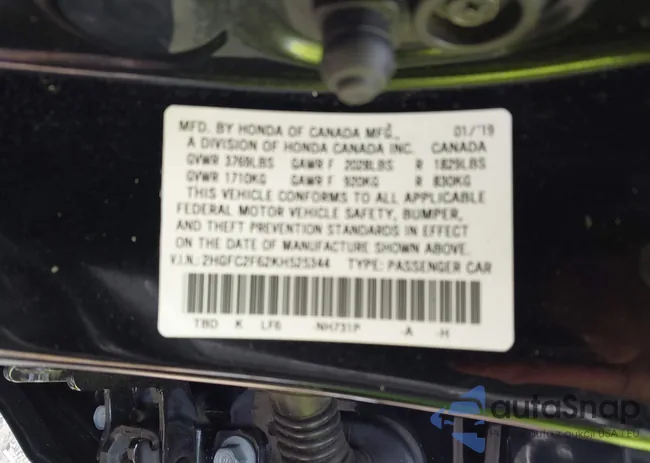 MFD. BY HONDA OF CANADA MFG., 01/'19
A DIVISION OF HONDA CANADA INC. CANADA
GVWR 3769LBS GAWR F 2028LBS R 1829LBS
GVWR 1710KG GAWR F 920KG R 830KG
THIS VEHICLE CONFORMS TO ALL APPLICABLE
FEDERAL MOTOR VEHICLE SAFETY, BUMPER,
AND THEFT PREVENTION STANDARDS IN EFFECT
ON THE DATE OF MANUFACTURE SHOWN ABOVE.
V.I.N.: 2HGFC2F62KH525344 TYPE: PASSENGER CAR
TBD K LF6 NH731P -A -H
autoSnap
USA I EU